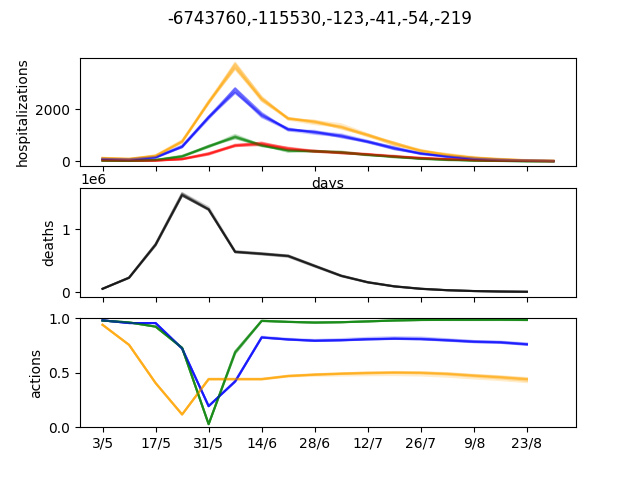 -6743760,-115530,-123,-41,-54,-219
hospitalizations
2000
0
days
1e6
deaths
1
0
actions
1.0
0.5
0.0
3/5 17/5 31/5 14/6 28/6 12/7 26/7 9/8 23/8